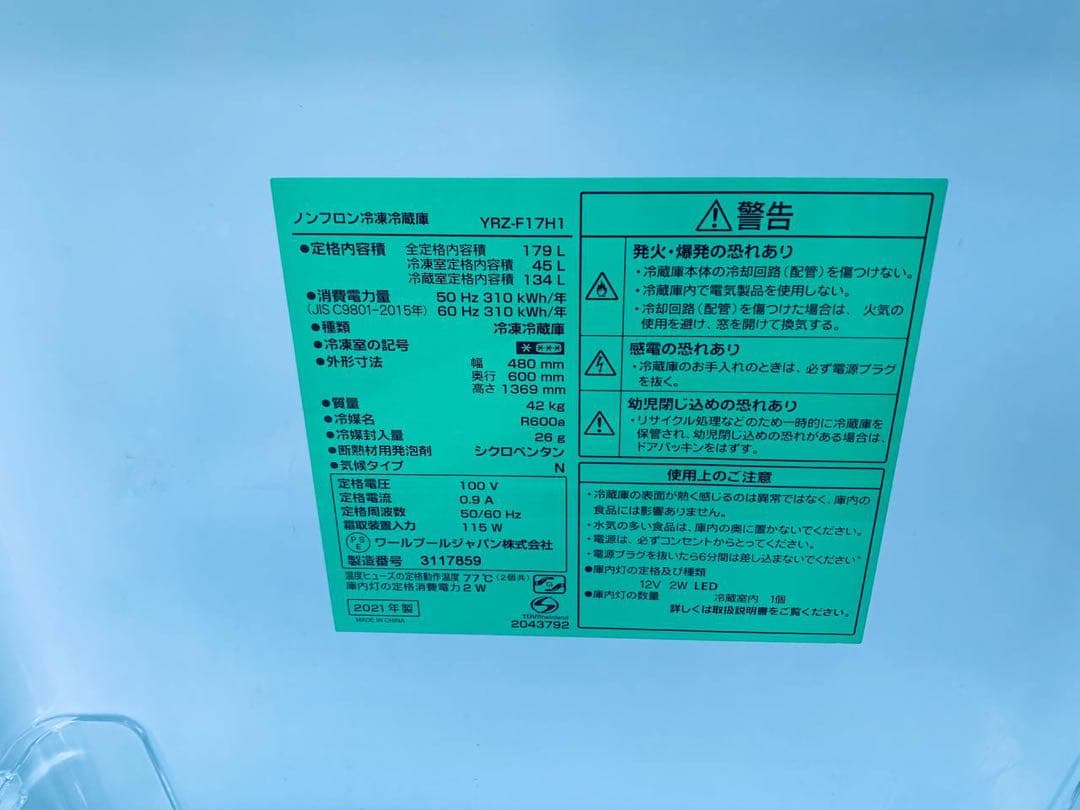 ノンフロン冷凍冷蔵庫 YRZ-F17H1
●定格内容積 全定格内容積 179 L
冷凍室定格内容積 45 L
冷蔵室定格内容積 134 L
●消費電力量 50 Hz 310 kWh/年
(JIS C9801-2015年) 60 Hz 310 kWh/年
●種類 冷凍冷蔵庫
●冷凍室の記号
●外形寸法 幅 480 mm
奥行 600 mm
高さ 1369 mm
●質量 42 kg
●冷媒名 R600a
●冷媒封入量 26 g
●断熱材用発泡剤 シクロペンタン
●気候タイプ N
定格電圧 100 V
定格電流 0.9 A
定格周波数 50/60 Hz
霜取装置入力 115 W
PSE ワールプールジャパン株式会社
製造番号 3117859
温度ヒューズの定格動作温度 77℃(2個共)
庫内灯の定格消費電力 2 W
2021年製
MADE IN CHINA
TÜVRheinland
2043792
警告
発火・爆発の恐れあり
・冷蔵庫本体の冷却回路(配管)を傷つけない。
・冷蔵庫内で電気製品を使用しない。
・冷却回路(配管)を傷つけた場合は、火気の
使用を避け、窓を開けて換気する。
感電の恐れあり
・冷蔵庫のお手入れのときは、必ず電源プラグ
を抜く。
幼児閉じ込めの恐れあり
・リサイクル処理などのため一時的に冷蔵庫を
保管され、幼児閉じ込めの恐れがある場合は、
ドアパッキンをはずす。
使用上のご注意
・冷蔵庫の表面が熱く感じるのは異常ではなく、庫内の
食品には影響ありません。
・水気の多い食品は、庫内の奥に置かないでください。
・電源は、必ずコンセントからとってください。
・電源プラグを抜いたら6分間は差し込まないでください。
●庫内灯の定格及び種類
12V 2W LED
●庫内灯の数量 冷蔵室内 1個
詳しくは取扱説明書をご覧ください。